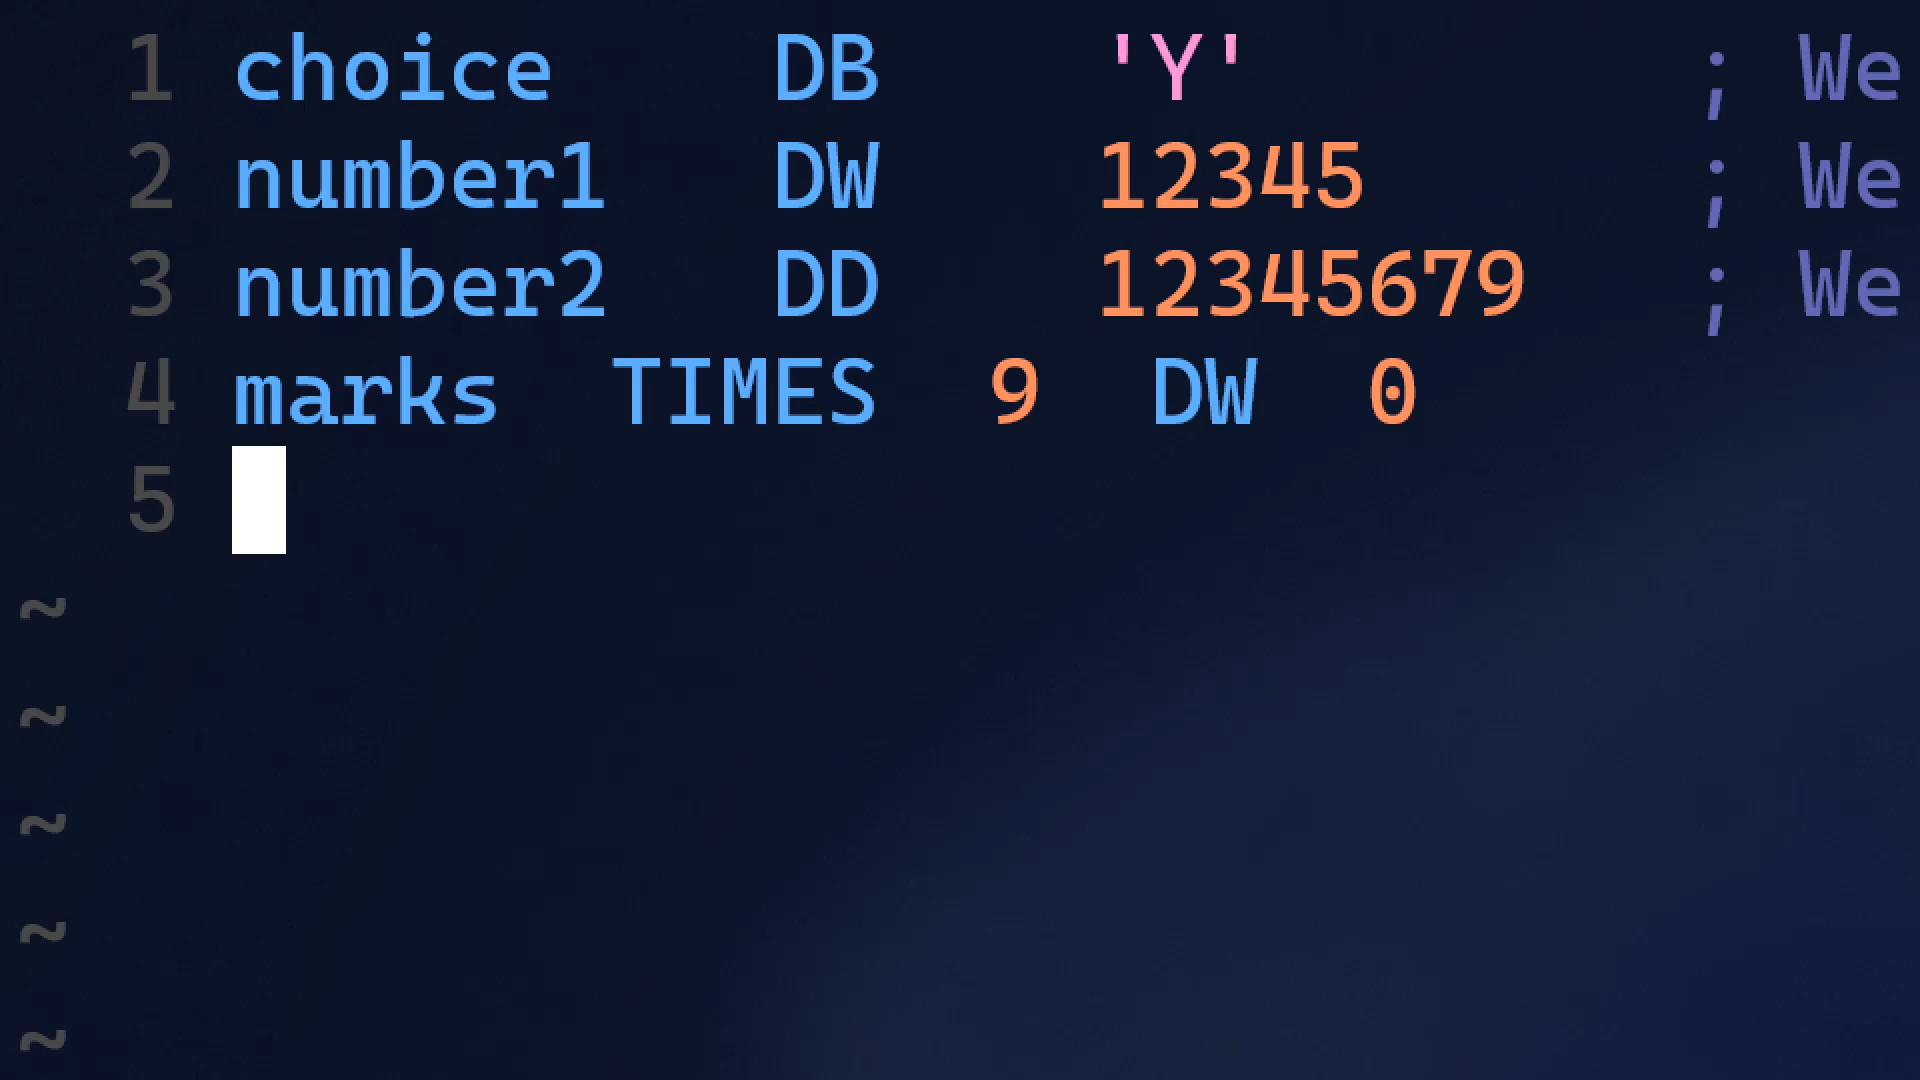 1 choice DB 'Y' ; We
2 number1 DW 12345 ; We
3 number2 DD 12345679 ; We
4 marks TIMES 9 DW 0
5
~
~
~
~
~